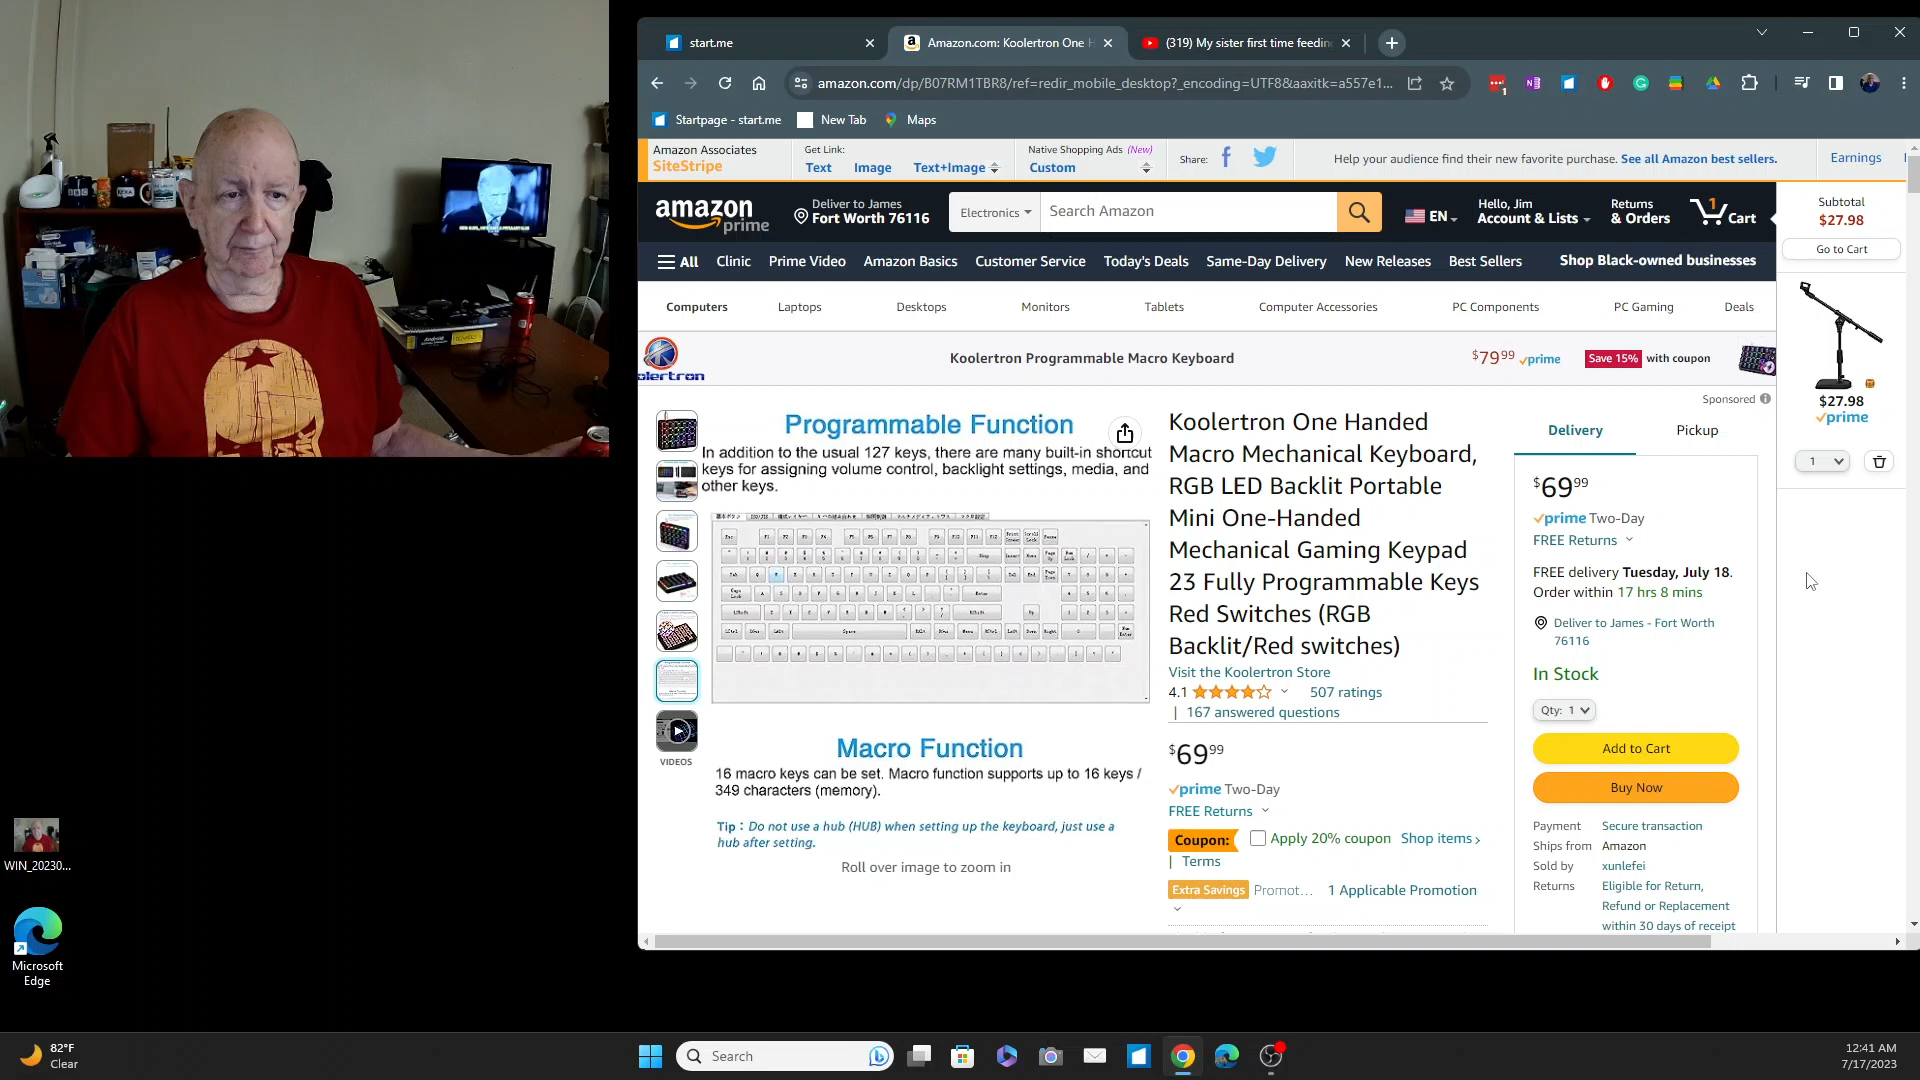 start.me
Amazon.com: Koolertron One H
(319) My sister first time feeding
amazon.com/dp/B07RM1TBR8/ref=redir_mobile_desktop?_encoding=UTF8&aaxitk=a557e1...
Startpage - start.me
New Tab
Maps
Amazon Associates
SiteStripe
Get Link:
Text
Image
Text+Image
Native Shopping Ads (New)
Custom
Share:
Help your audience find their new favorite purchase. See all Amazon best sellers.
Earnings
amazon
prime
Deliver to James
Fort Worth 76116
Electronics
Search Amazon
EN
Hello, Jim
Account & Lists
Returns
& Orders
1
Cart
Subtotal
$27.98
Go to Cart
All
Clinic
Prime Video
Amazon Basics
Customer Service
Today's Deals
Same-Day Delivery
New Releases
Best Sellers
Shop Black-owned businesses
Computers
Laptops
Desktops
Monitors
Tablets
Computer Accessories
PC Components
PC Gaming
Deals
Koolertron Programmable Macro Keyboard
$7999
prime
Save 15%
with coupon
Sponsored
$27.98
prime
1
Programmable Function
In addition to the usual 127 keys, there are many built-in shortcut
keys for assigning volume control, backlight settings, media, and
other keys.
Macro Function
16 macro keys can be set. Macro function supports up to 16 keys /
349 characters (memory).
Tip : Do not use a hub (HUB) when setting up the keyboard, just use a
hub after setting.
Roll over image to zoom in
VIDEOS
Koolertron One Handed
Macro Mechanical Keyboard,
RGB LED Backlit Portable
Mini One-Handed
Mechanical Gaming Keypad
23 Fully Programmable Keys
Red Switches (RGB
Backlit/Red switches)
Visit the Koolertron Store
4.1
507 ratings
| 167 answered questions
$6999
prime Two-Day
FREE Returns
Coupon:
Apply 20% coupon
Shop items ›
| Terms
Extra Savings
Promot...
1 Applicable Promotion
Delivery
Pickup
$6999
prime Two-Day
FREE Returns
FREE delivery Tuesday, July 18.
Order within 17 hrs 8 mins
Deliver to James - Fort Worth
76116
In Stock
Qty: 1
Add to Cart
Buy Now
Payment Secure transaction
Ships from Amazon
Sold by xunlefei
Returns Eligible for Return,
Refund or Replacement
within 30 days of receipt
WIN_20230...
Microsoft
Edge
82°F
Clear
Search
12:41 AM
7/17/2023